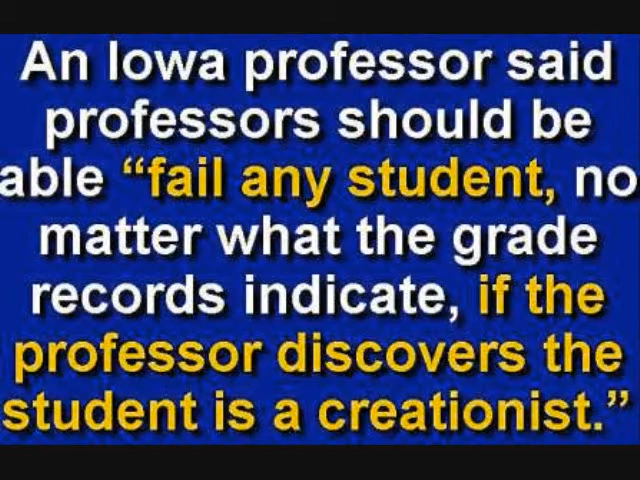 An Iowa professor said
professors should be
able “fail any student, no
matter what the grade
records indicate, if the
professor discovers the
student is a creationist.”